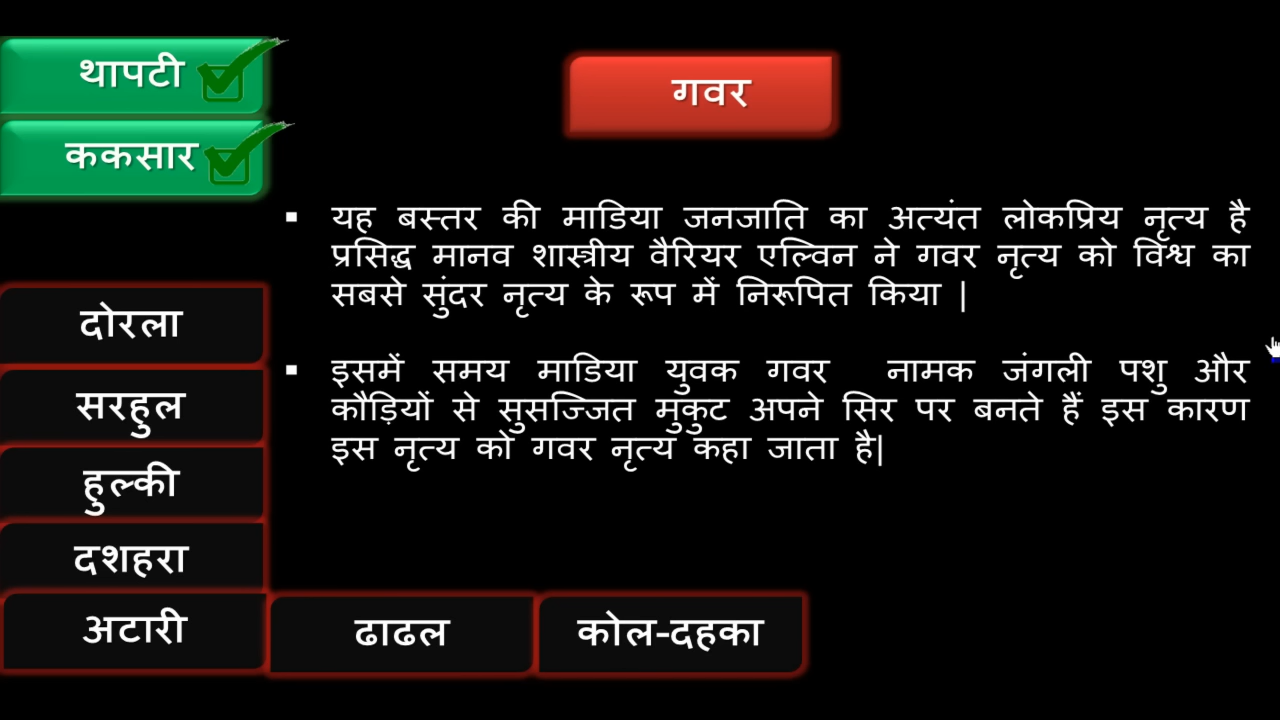 थापटी
ककसार
गवर
यह बस्तर की माडिया जनजाति का अत्यंत लोकप्रिय नृत्य है
प्रसिद्ध मानव शास्त्रीय वैरियर एल्विन ने गवर नृत्य को विश्व का
सबसे सुंदर नृत्य के रूप में निरूपित किया |
इसमें समय माडिया युवक गवर नामक जंगली पशु और
कौड़ियों से सुसज्जित मुकुट अपने सिर पर बनते हैं इस कारण
इस नृत्य को गवर नृत्य कहा जाता है|
दोरला
सरहुल
हुल्की
दशहरा
अटारी
ढाढल
कोल-दहका